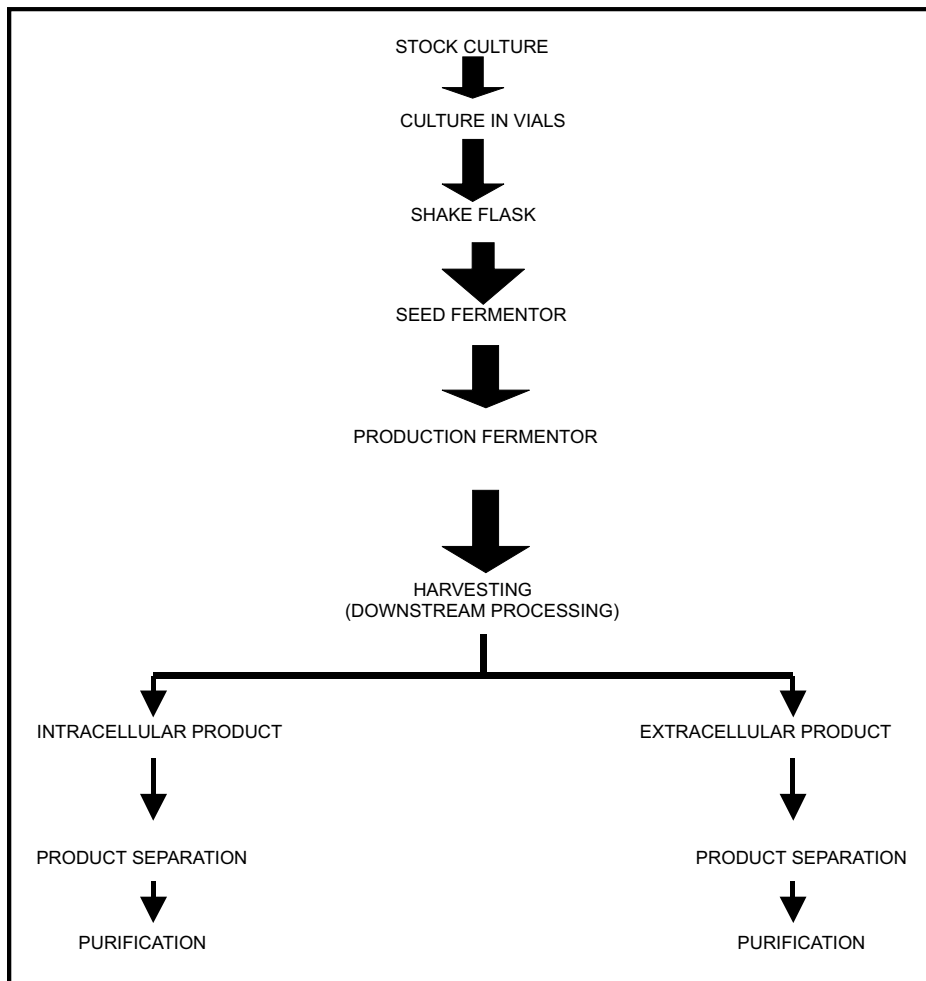 STOCK CULTURE
CULTURE IN VIALS
SHAKE FLASK
SEED FERMENTOR
PRODUCTION FERMENTOR
HARVESTING
(DOWNSTREAM PROCESSING)
INTRACELLULAR PRODUCT
EXTRACELLULAR PRODUCT
PRODUCT SEPARATION
PRODUCT SEPARATION
PURIFICATION
PURIFICATION